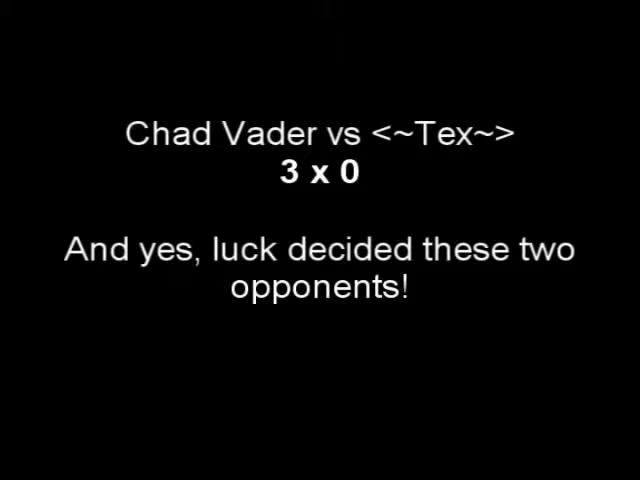 Chad Vader vs <~Tex~>
3 x 0
And yes, luck decided these two
opponents!